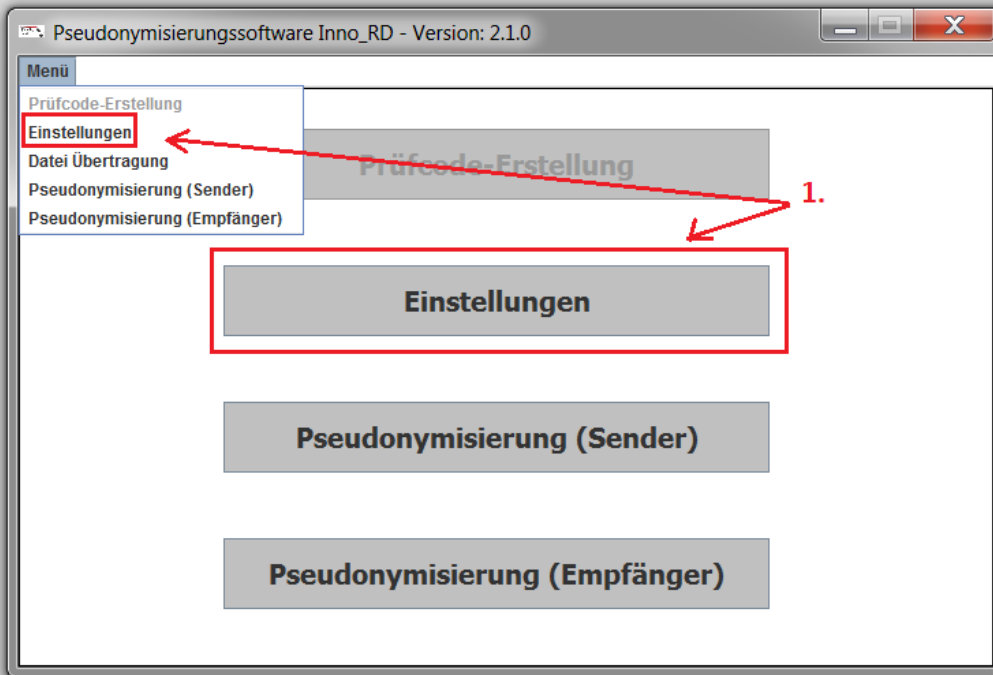 Pseudonymisierungssoftware Inno_RD - Version: 2.1.0
Menü
Prüfcode-Erstellung
Einstellungen
Datei Übertragung
Pseudonymisierung (Sender)
Pseudonymisierung (Empfänger)
Prüfcode-Erstellung
1.
Einstellungen
Pseudonymisierung (Sender)
Pseudonymisierung (Empfänger)